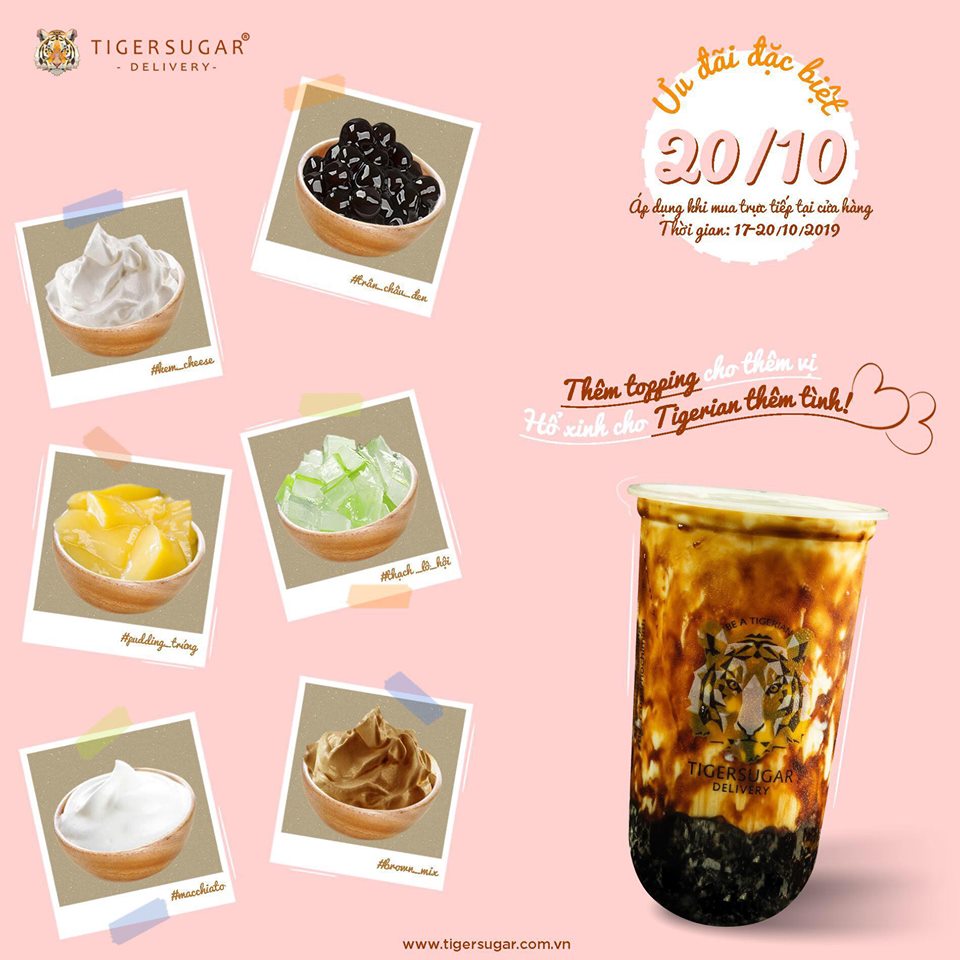 TIGERSUGAR®
- DELIVERY -
Ưu đãi đặc biệt
20/10
Áp dụng khi mua trực tiếp tại cửa hàng
Thời gian: 17-20/10/2019
#trân_châu_đen
#kem_cheese
Thêm topping cho thêm vị
Hổ xinh cho Tigerian thêm tình!
#thạch_lô_hội
#pudding_trứng
BE A TIGERIAN
TIGERSUGAR
DELIVERY
#brown_mix
#macchiato
www.tigersugar.com.vn